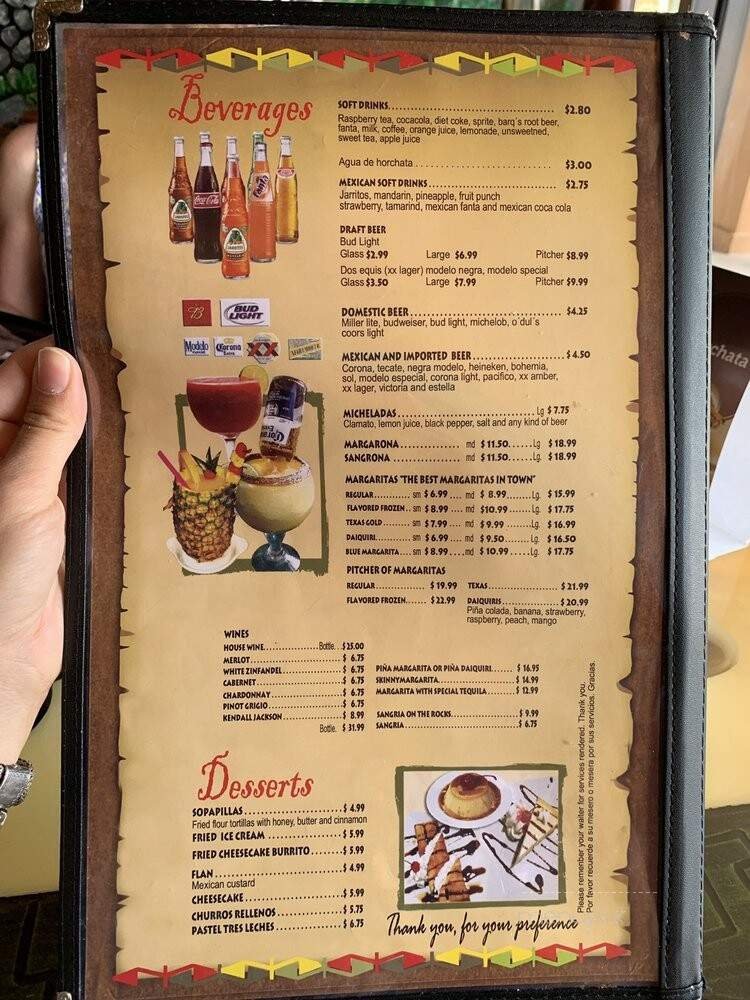 Beverages
SOFT DRINKS.................................................... $2.80
Raspberry tea, cocacola, diet coke, sprite, barq's root beer,
fanta, milk, coffee, orange juice, lemonade, unsweetned,
sweet tea, apple juice
Agua de horchata.......................................... $3.00
MEXICAN SOFT DRINKS........................................ $2.75
Jarritos, mandarin, pineapple, fruit punch
strawberry, tamarind, mexican fanta and mexican coca cola
DRAFT BEER
Bud Light
Glass $2.99 Large $6.99 Pitcher $8.99
Dos equis (xx lager) modelo negra, modelo special
Glass $3.50 Large $7.99 Pitcher $9.99
DOMESTIC BEER............................................... $4.25
Miller lite, budweiser, bud light, michelob, o'dul's
coors light
MEXICAN AND IMPORTED BEER............................ $4.50
Corona, tecate, negra modelo, heineken, bohemia,
sol, modelo especial, corona light, pacifico, xx amber,
xx lager, victoria and estella
MICHELADAS........................................... Lg $ 7.75
Clamato, lemon juice, black pepper, salt and any kind of beer
MARGARONA................ md $ 11.50......Lg. $ 18.99
SANGRONA.................. md $ 11.50......Lg. $ 18.99
MARGARITAS "THE BEST MARGARITAS IN TOWN"
REGULAR........... sm $ 6.99.... md $ 8.99........Lg. $ 15.99
FLAVORED FROZEN.. sm $ 8.99.... md $10.99.......Lg. $ 17.75
TEXAS GOLD......... sm $ 7.99.... md $ 9.99........Lg. $ 16.99
DAIQUIRI............ sm $ 6.99.... md $ 9.50.......Lg. $ 16.50
BLUE MARGARITA.... sm $ 8.99....md $ 10.99......Lg. $ 17.75
PITCHER OF MARGARITAS
REGULAR................ $ 19.99 TEXAS..................... $ 21.99
FLAVORED FROZEN...... $ 22.99 DAIQUIRIS................. $ 20.99
Piña colada, banana, strawberry,
raspberry, peach, mango
BUD
LIGHT
Modelo
Corona
Extra
XX
Coca-Cola
Fanta
JARRITOS
chata
WINES
HOUSE WINE..................Bottle. $25.00
MERLOT......................... $ 6.75
WHITE ZINFANDEL............... $ 6.75
CABERNET....................... $ 6.75
CHARDONNAY.................... $ 6.75
PINOT GRIGIO................... $ 6.75
KENDALL JACKSON............... $ 8.99
Bottle. $ 31.99
PIÑA MARGARITA OR PIÑA DAIQUIRI...... $ 16.95
SKINNYMARGARITA....................... $ 14.99
MARGARITA WITH SPECIAL TEQUILA....... $ 12.99
SANGRIA ON THE ROCKS................... $ 9.99
SANGRIA................................. $ 6.75
Please remenber your waiter for services rendered. Thank you.
Por favor recuerde a su mesero o mesera por sus servicios. Gracias.
Desserts
SOPAPILLAS....................... $ 4.99
Fried flour tortillas with honey, butter and cinnamon
FRIED ICE CREAM................ $ 5.99
FRIED CHEESECAKE BURRITO...... $ 5.99
FLAN.............................. $ 4.99
Mexican custard
CHEESECAKE...................... $ 5.99
CHURROS RELLENOS.............. $ 5.75
PASTEL TRES LECHES.............. $ 6.75
Thank you, for your preference